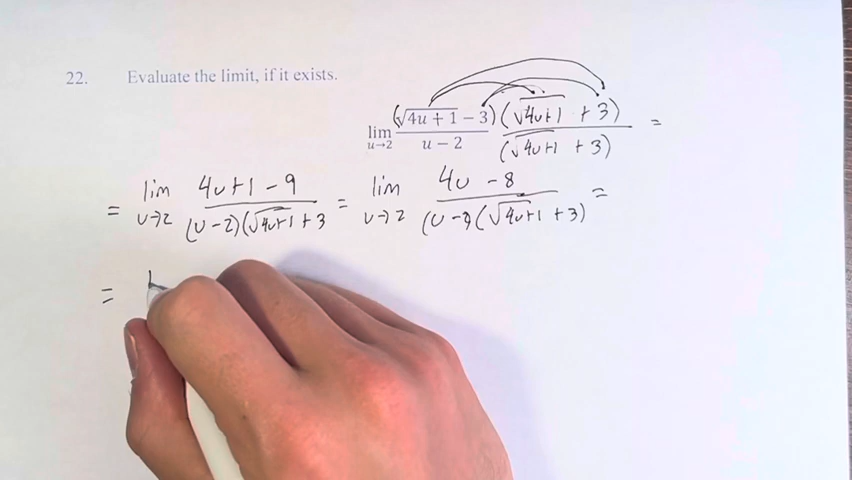 22. Evaluate the limit, if it exists.
lim u→2 (√4u + 1 − 3)(√4u+1 + 3) / u − 2 (√4u+1 + 3) =
= lim u→2 4u+1 − 9 / (u−2)(√4u+1 + 3 = lim u→2 4u − 8 / (u−2)(√4u+1 + 3) =
=